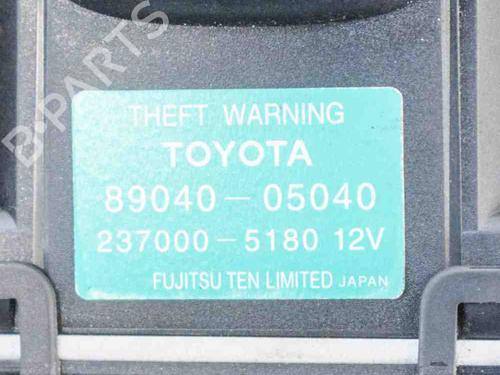 B-PARTS
THEFT WARNING
TOYOTA
89040-05040
237000-5180 12V
FUJITSU TEN LIMITED JAPAN